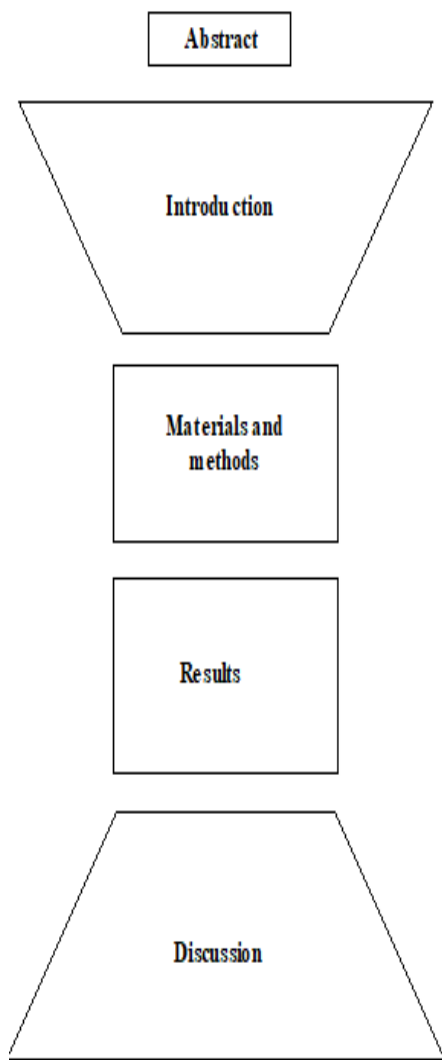 Abstract
Introduction
Materials and
methods
Results
Discussion